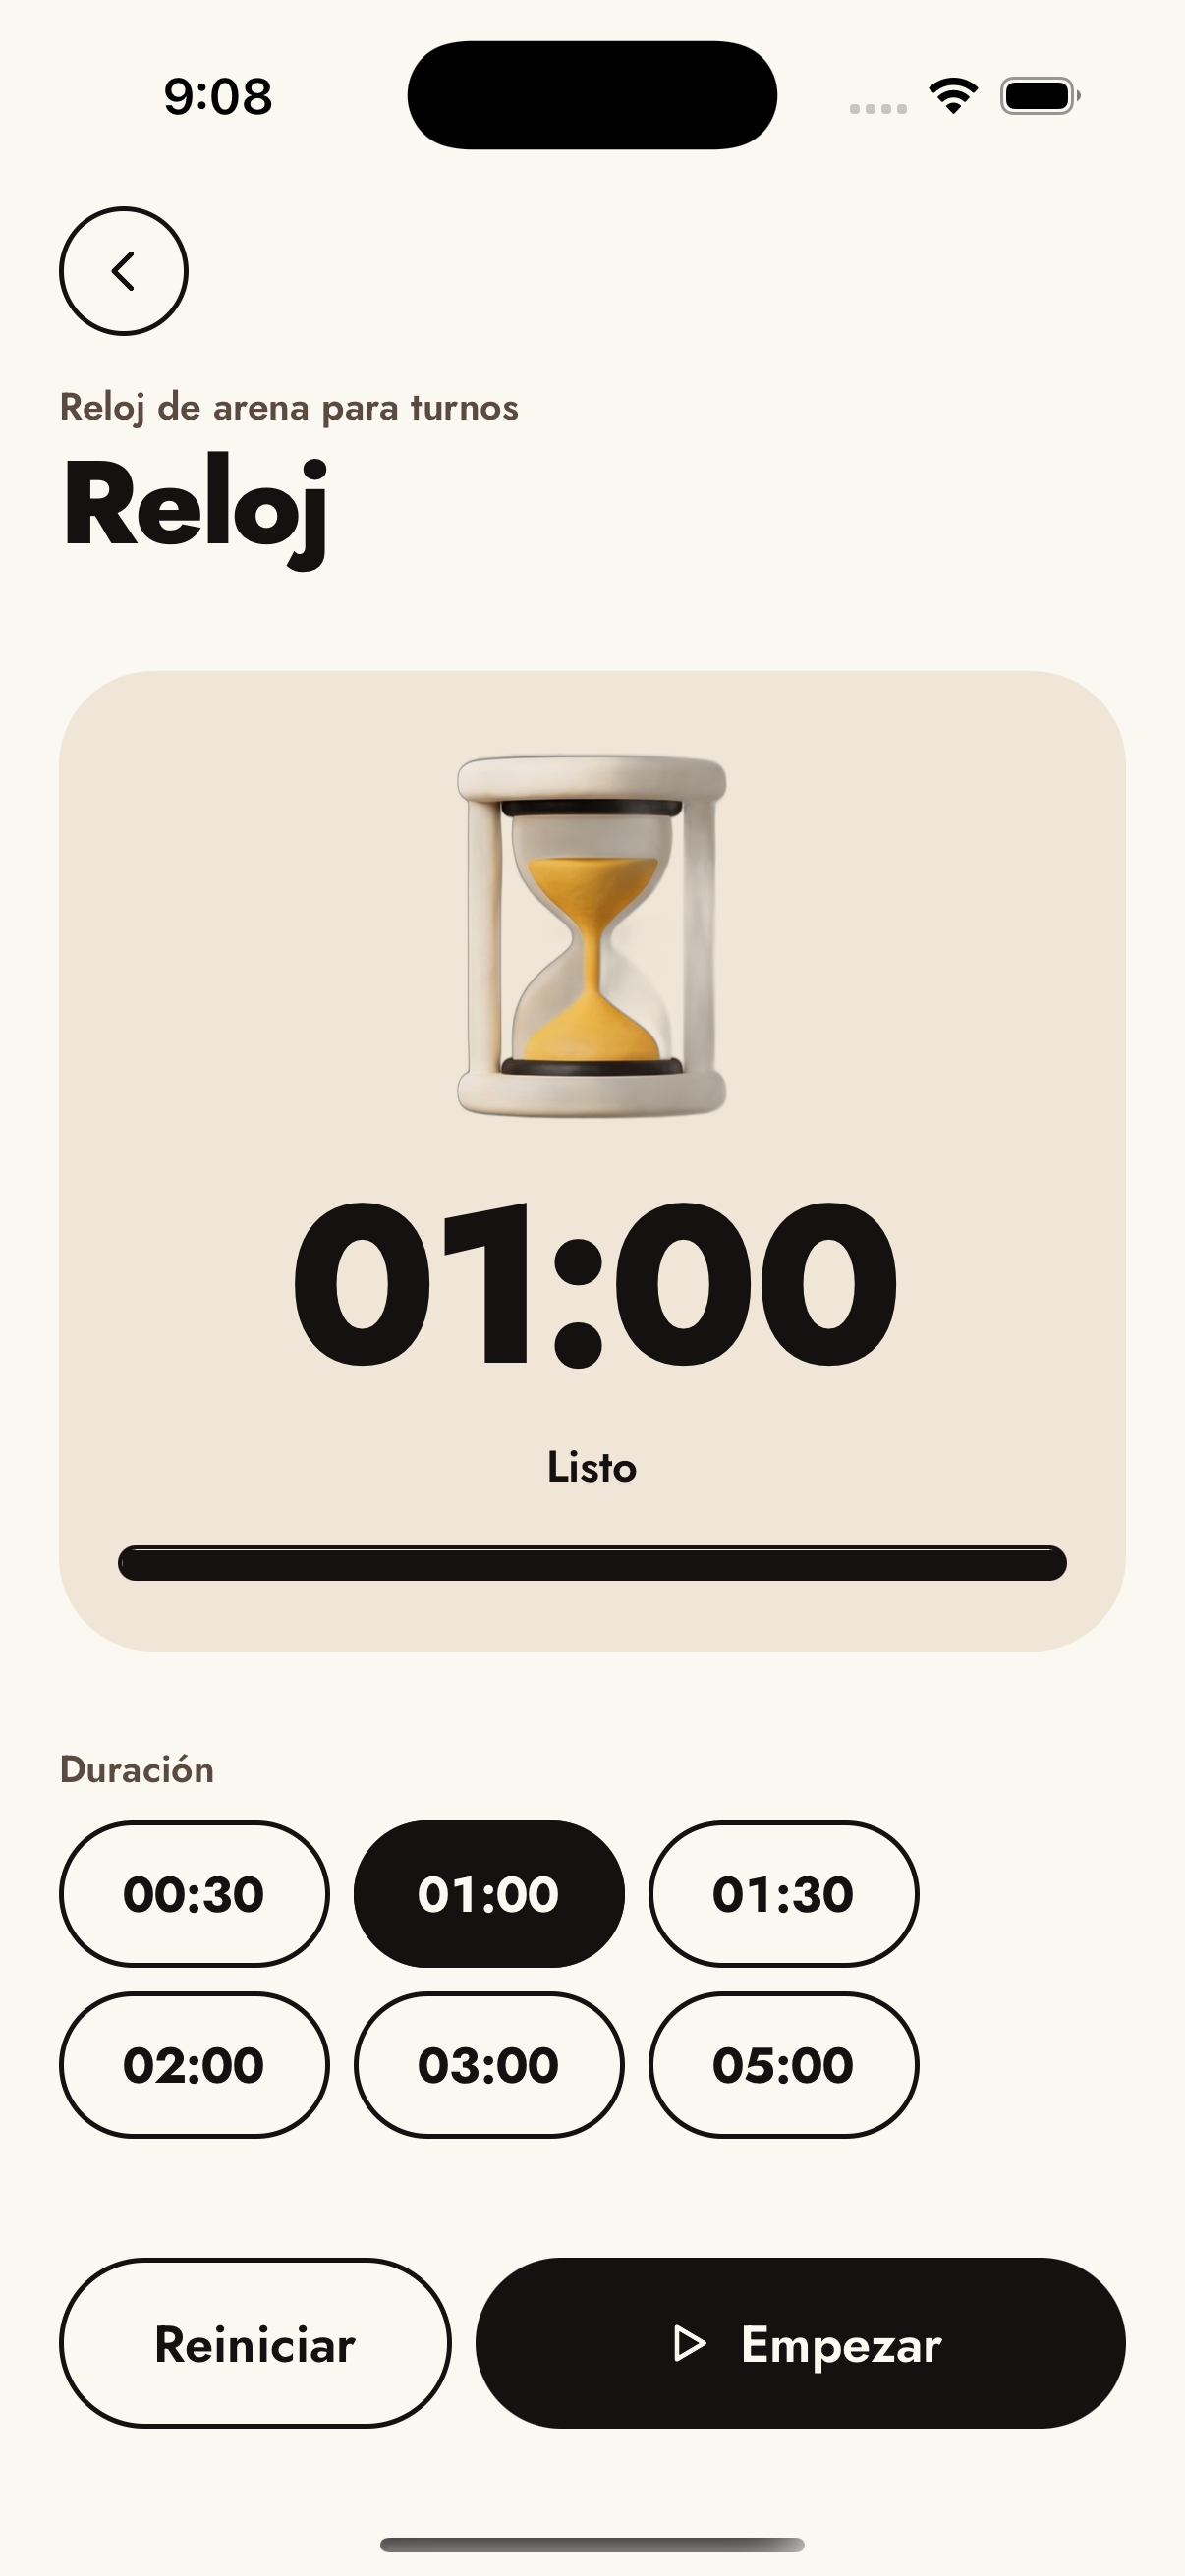 9:08
Reloj de arena para turnos
Reloj
01:00
Listo
Duración
00:30 01:00 01:30
02:00 03:00 05:00
Reiniciar Empezar